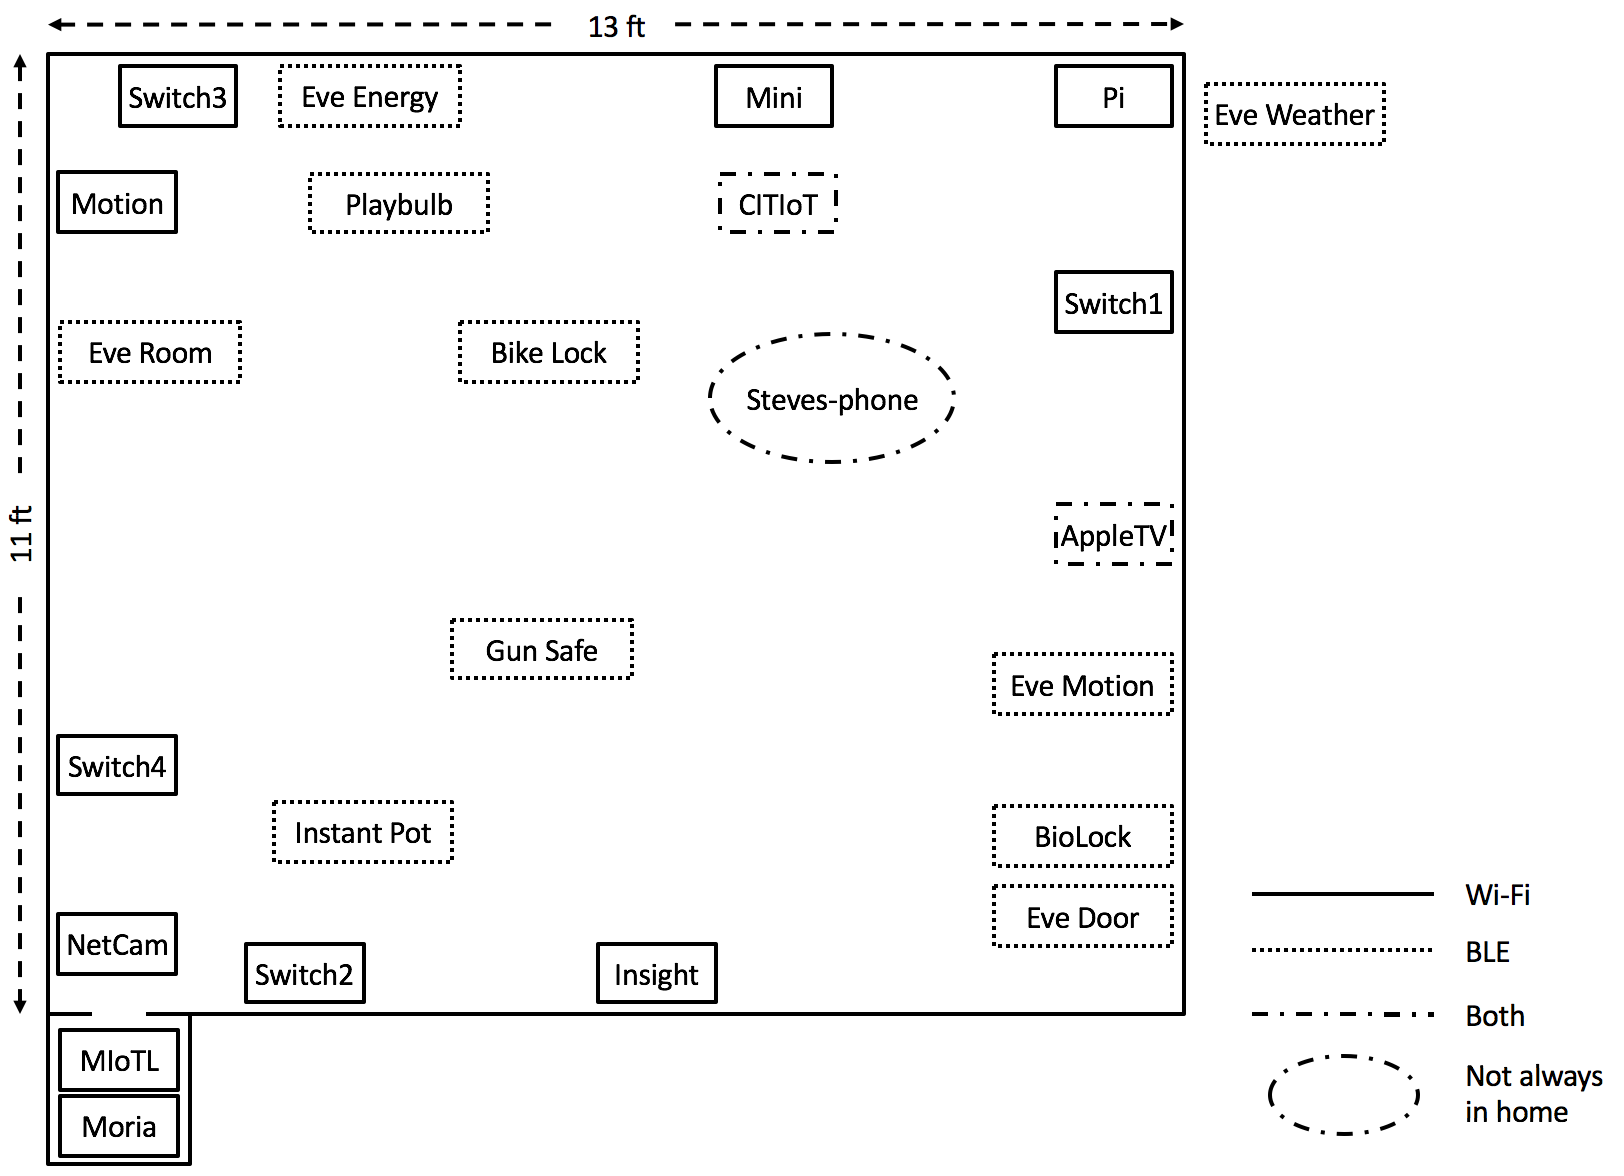 13 ft
Switch3
Eve Energy
Mini
Pi
Eve Weather
Motion
Playbulb
CITIoT
Switch1
Eve Room
Bike Lock
Steves-phone
11 ft
AppleTV
Gun Safe
Eve Motion
Switch4
Instant Pot
BioLock
Eve Door
NetCam
Switch2
Insight
MIoTL
Moria
Wi-Fi
BLE
Both
Not always
in home